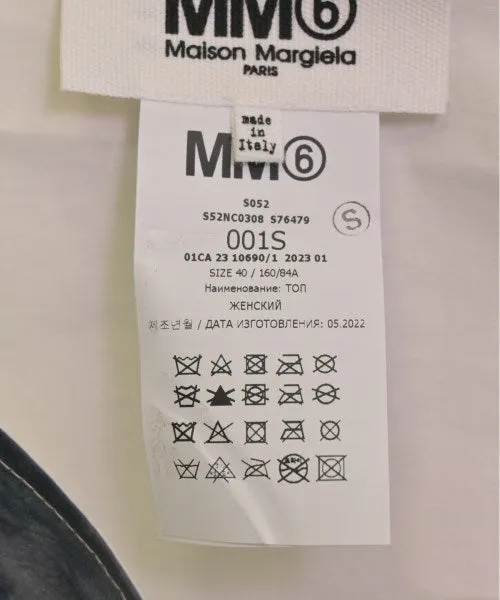 MM6
Maison Margiela
PARIS
made
in
Italy
MM6
S052
S52NC0308 S76479
S
001S
01CA 23 10690/1 2023 01
SIZE 40 / 160/84A
Наименование: ТОП
ЖЕНСКИЙ
제조년월 / ДАТА ИЗГОТОВЛЕНИЯ: 05.2022